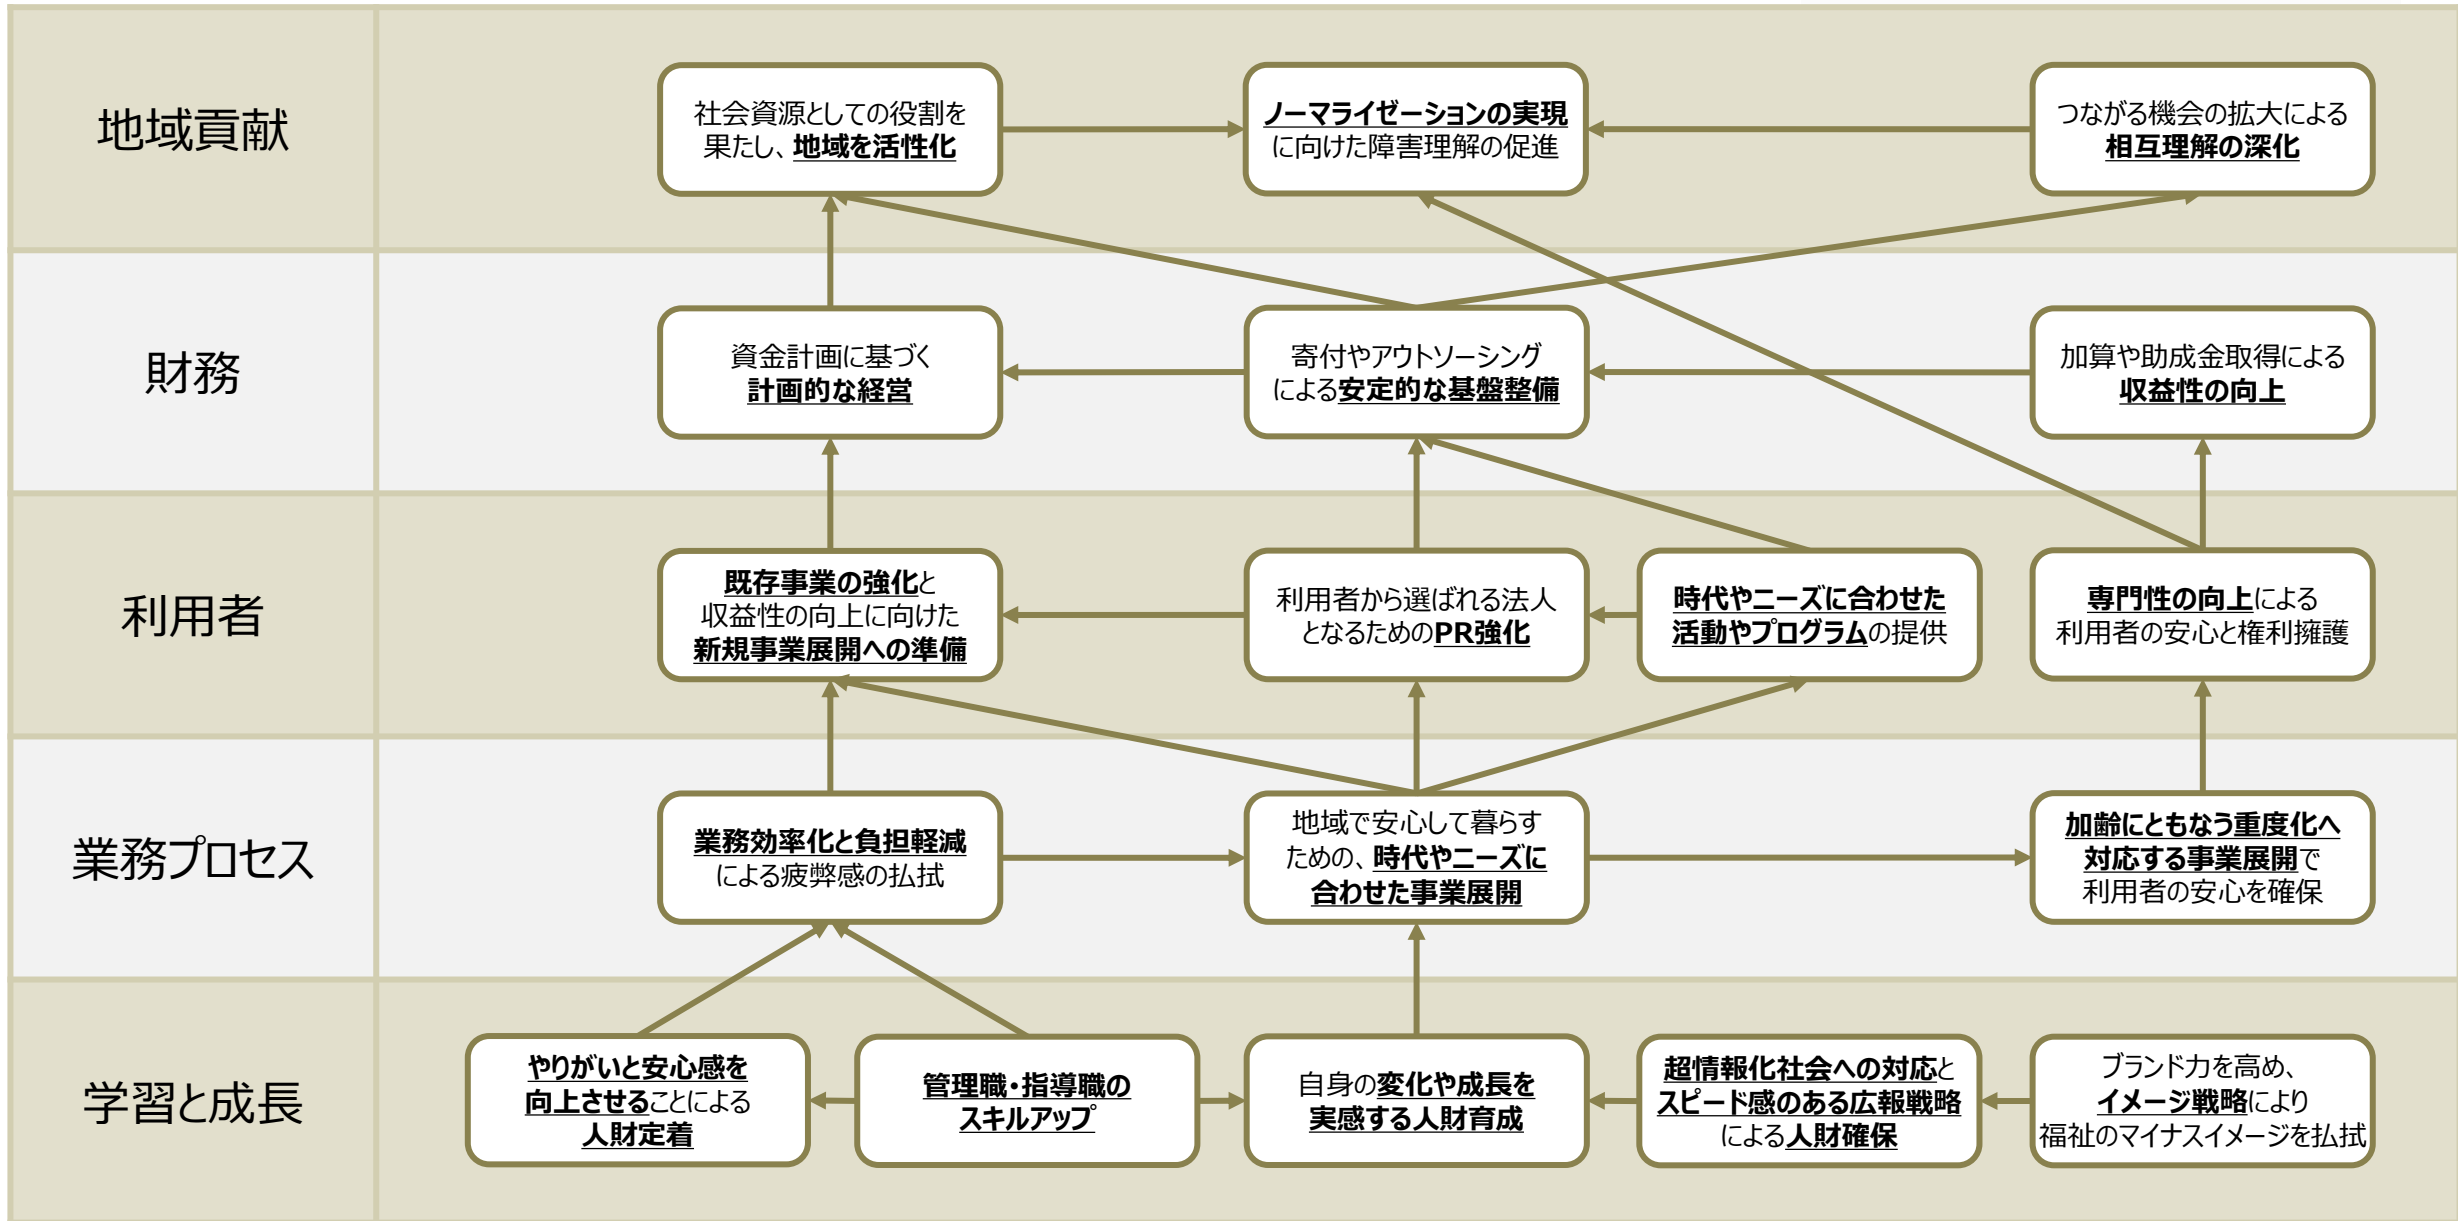 地域貢献
社会資源としての役割を
果たし、地域を活性化
ノーマライゼーションの実現
に向けた障害理解の促進
つながる機会の拡大による
相互理解の深化
財務
資金計画に基づく
計画的な経営
寄付やアウトソーシング
による安定的な基盤整備
加算や助成金取得による
収益性の向上
利用者
既存事業の強化と
収益性の向上に向けた
新規事業展開への準備
利用者から選ばれる法人
となるためのPR強化
時代やニーズに合わせた
活動やプログラムの提供
専門性の向上による
利用者の安心と権利擁護
業務プロセス
業務効率化と負担軽減
による疲弊感の払拭
地域で安心して暮らす
ための、時代やニーズに
合わせた事業展開
加齢にともなう重度化へ
対応する事業展開で
利用者の安心を確保
学習と成長
やりがいと安心感を
向上させることによる
人財定着
管理職・指導職の
スキルアップ
自身の変化や成長を
実感する人財育成
超情報化社会への対応と
スピード感のある広報戦略
による人財確保
ブランド力を高め、
イメージ戦略により
福祉のマイナスイメージを払拭